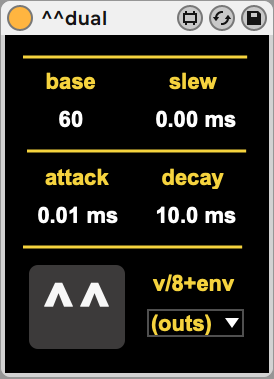 ^^dual
base slew
60 0.00 ms
attack decay
0.01 ms 10.0 ms
^^ v/8+env
(outs)